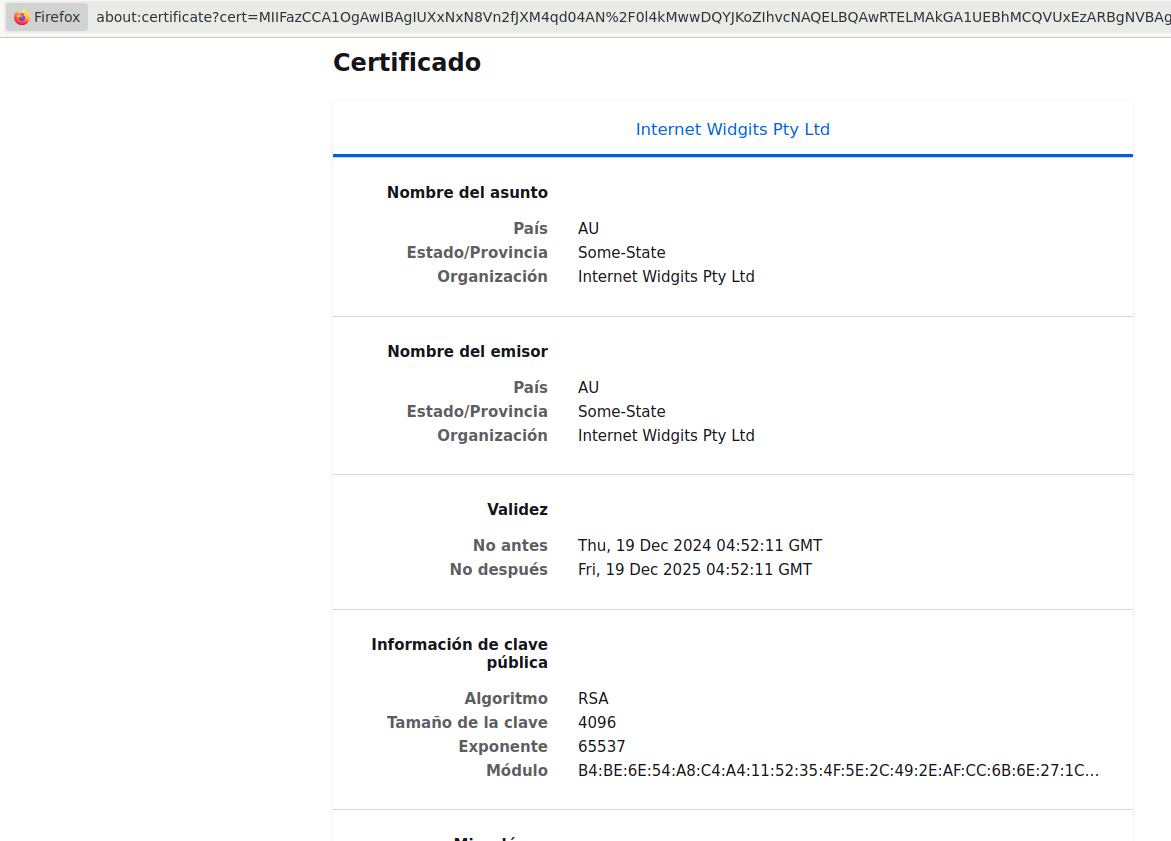 Firefox about:certificate?cert=MIIFazCCA1OgAwIBAgIUXxNxN8Vn2fJXM4qd04AN%2F0l4kMwwDQYJKoZIhvcNAQELBQAwRTELMAkGA1UEBhMCQVUxEzARBgNVBAg
Certificado
Internet Widgits Pty Ltd
Nombre del asunto
País AU
Estado/Provincia Some-State
Organización Internet Widgits Pty Ltd
Nombre del emisor
País AU
Estado/Provincia Some-State
Organización Internet Widgits Pty Ltd
Validez
No antes Thu, 19 Dec 2024 04:52:11 GMT
No después Fri, 19 Dec 2025 04:52:11 GMT
Información de clave
pública
Algoritmo RSA
Tamaño de la clave 4096
Exponente 65537
Módulo B4:BE:6E:54:A8:C4:A4:11:52:35:4F:5E:2C:49:2E:AF:CC:6B:6E:27:1C…